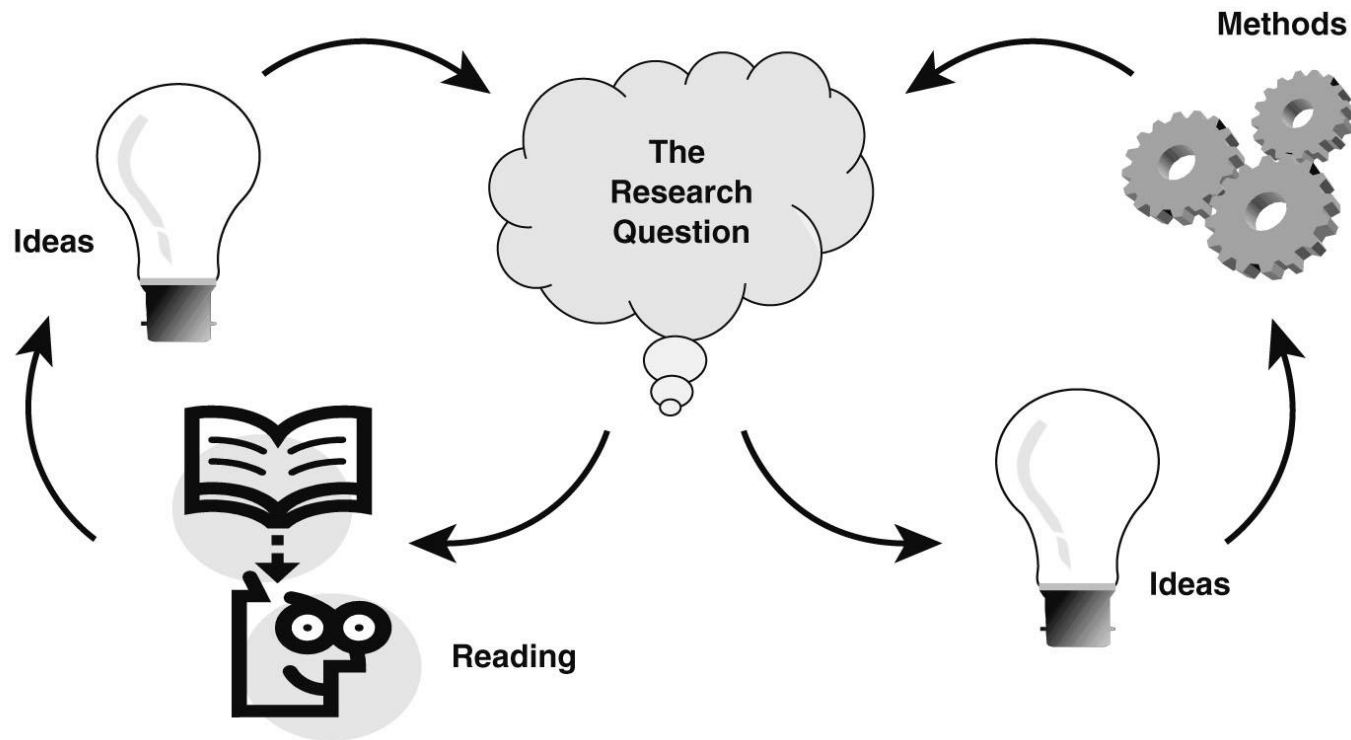 Methods
The
Research
Question
Ideas
Ideas
Reading